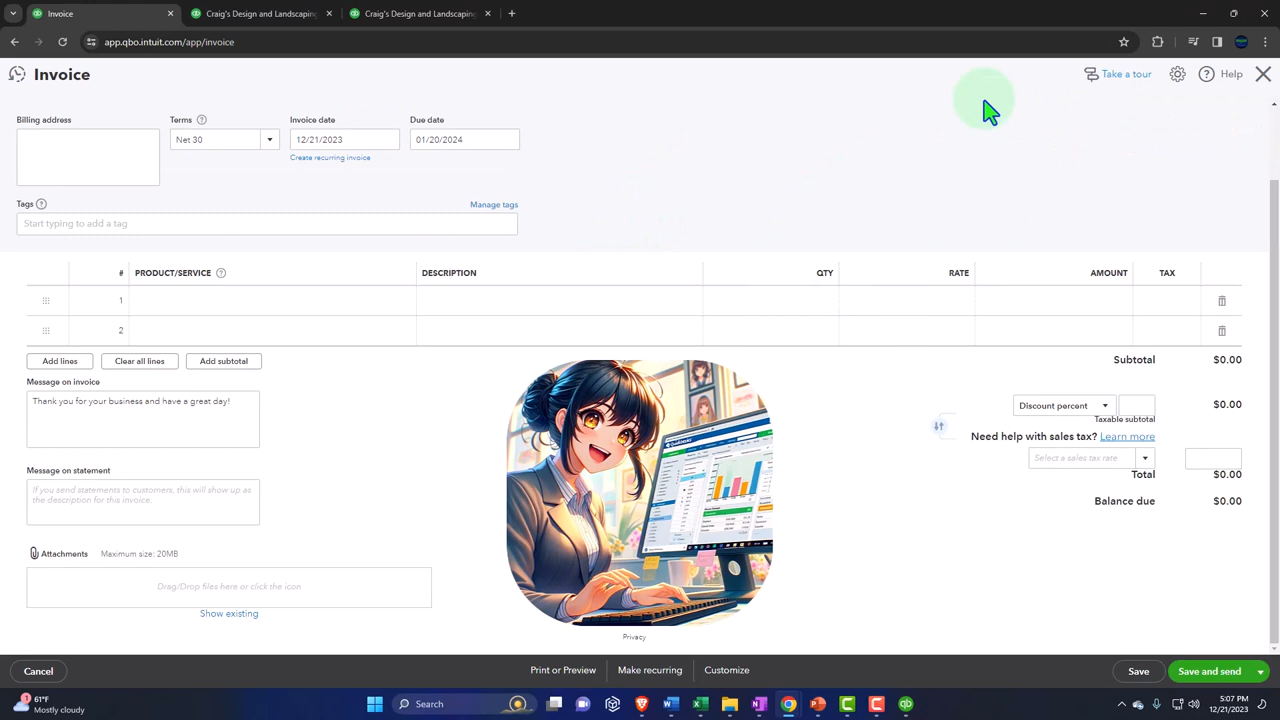 Invoice
Craig's Design and Landscaping
Craig's Design and Landscaping
app.qbo.intuit.com/app/invoice
Invoice
Take a tour
Help
Billing address
Terms
Invoice date
Due date
Net 30
12/21/2023
01/20/2024
Create recurring invoice
Tags
Manage tags
Start typing to add a tag
# PRODUCT/SERVICE DESCRIPTION QTY RATE AMOUNT TAX
1
2
Add lines
Clear all lines
Add subtotal
Subtotal $0.00
Message on invoice
Thank you for your business and have a great day!
Discount percent $0.00
Taxable subtotal
Need help with sales tax? Learn more
Select a sales tax rate
Total $0.00
Message on statement
If you send statements to customers, this will show up as
the description for this invoice.
Balance due $0.00
Attachments Maximum size: 20MB
Drag/Drop files here or click the icon
Show existing
Privacy
Cancel
Print or Preview
Make recurring
Customize
Save
Save and send
1
61°F
Mostly cloudy
Search
5:07 PM
12/21/2023